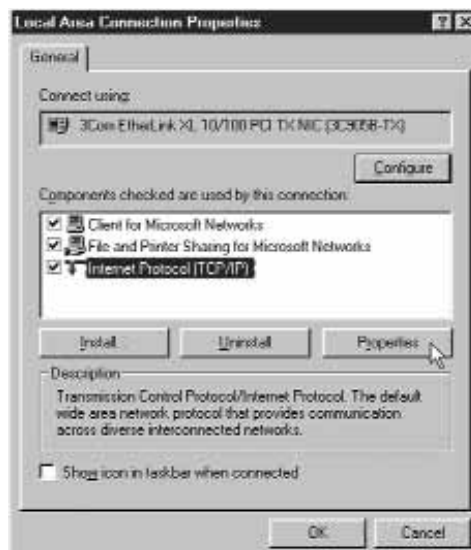 Local Area Connection Properties
General
Connect using:
3Com EtherLink XL 10/100 PCI TX NIC (3C905B-TX)
Configure
Components checked are used by this connection:
Client for Microsoft Networks
File and Printer Sharing for Microsoft Networks
Internet Protocol (TCP/IP)
Install Uninstall Properties
Description
Transmission Control Protocol/Internet Protocol. The default
wide area network protocol that provides communication
across diverse interconnected networks.
Show icon in taskbar when connected
OK Cancel